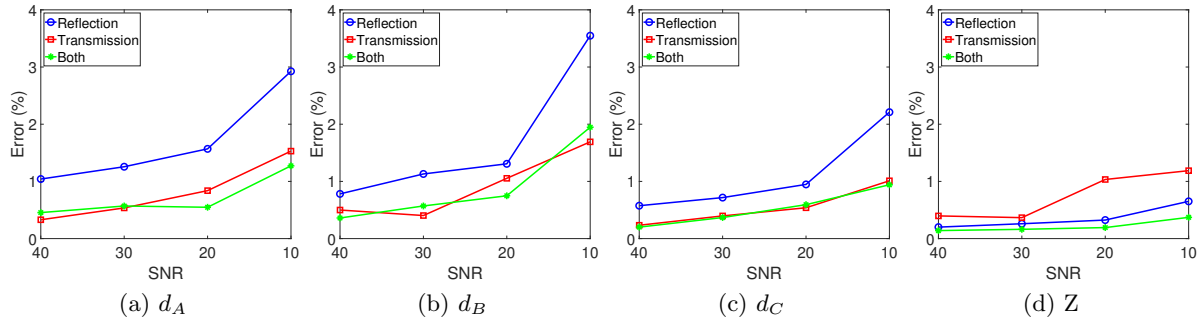 Reflection
Transmission
Both
4
3
2
1
0
Error (%)
40 30 20 10
SNR
(a) d_A
Reflection
Transmission
Both
4
3
2
1
0
Error (%)
40 30 20 10
SNR
(b) d_B
Reflection
Transmission
Both
4
3
2
1
0
Error (%)
40 30 20 10
SNR
(c) d_C
Reflection
Transmission
Both
4
3
2
1
0
Error (%)
40 30 20 10
SNR
(d) Z